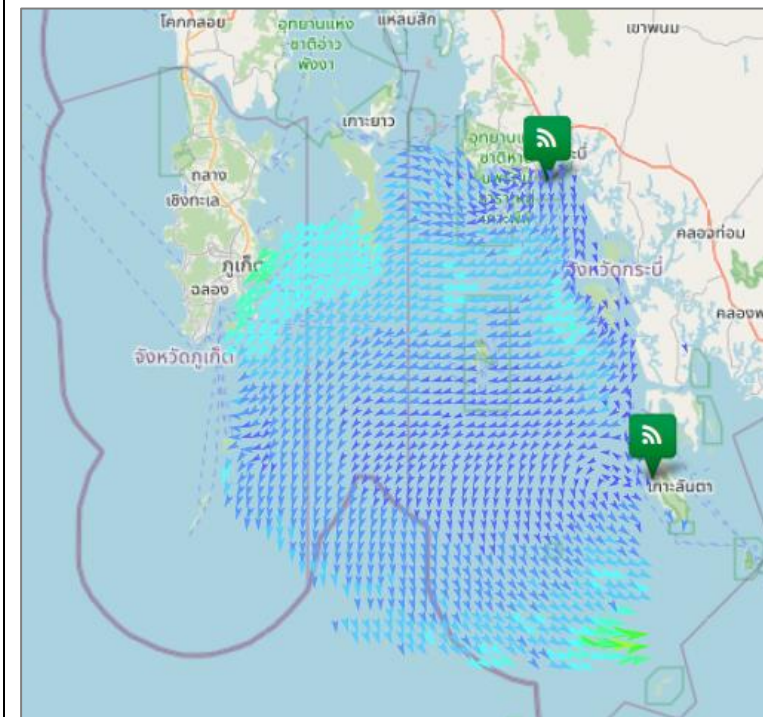 โคกกลอย
อุทยานแห่ง
ชาติอ่าว
พังงา
แหลมสัก
เขาพนม
เกาะยาว
ถลาง
เชิงทะเล
ภูเก็ต
ฉลอง
จังหวัดภูเก็ต
จังหวัดกระบี่
คลองท่อม
เกาะลันตา